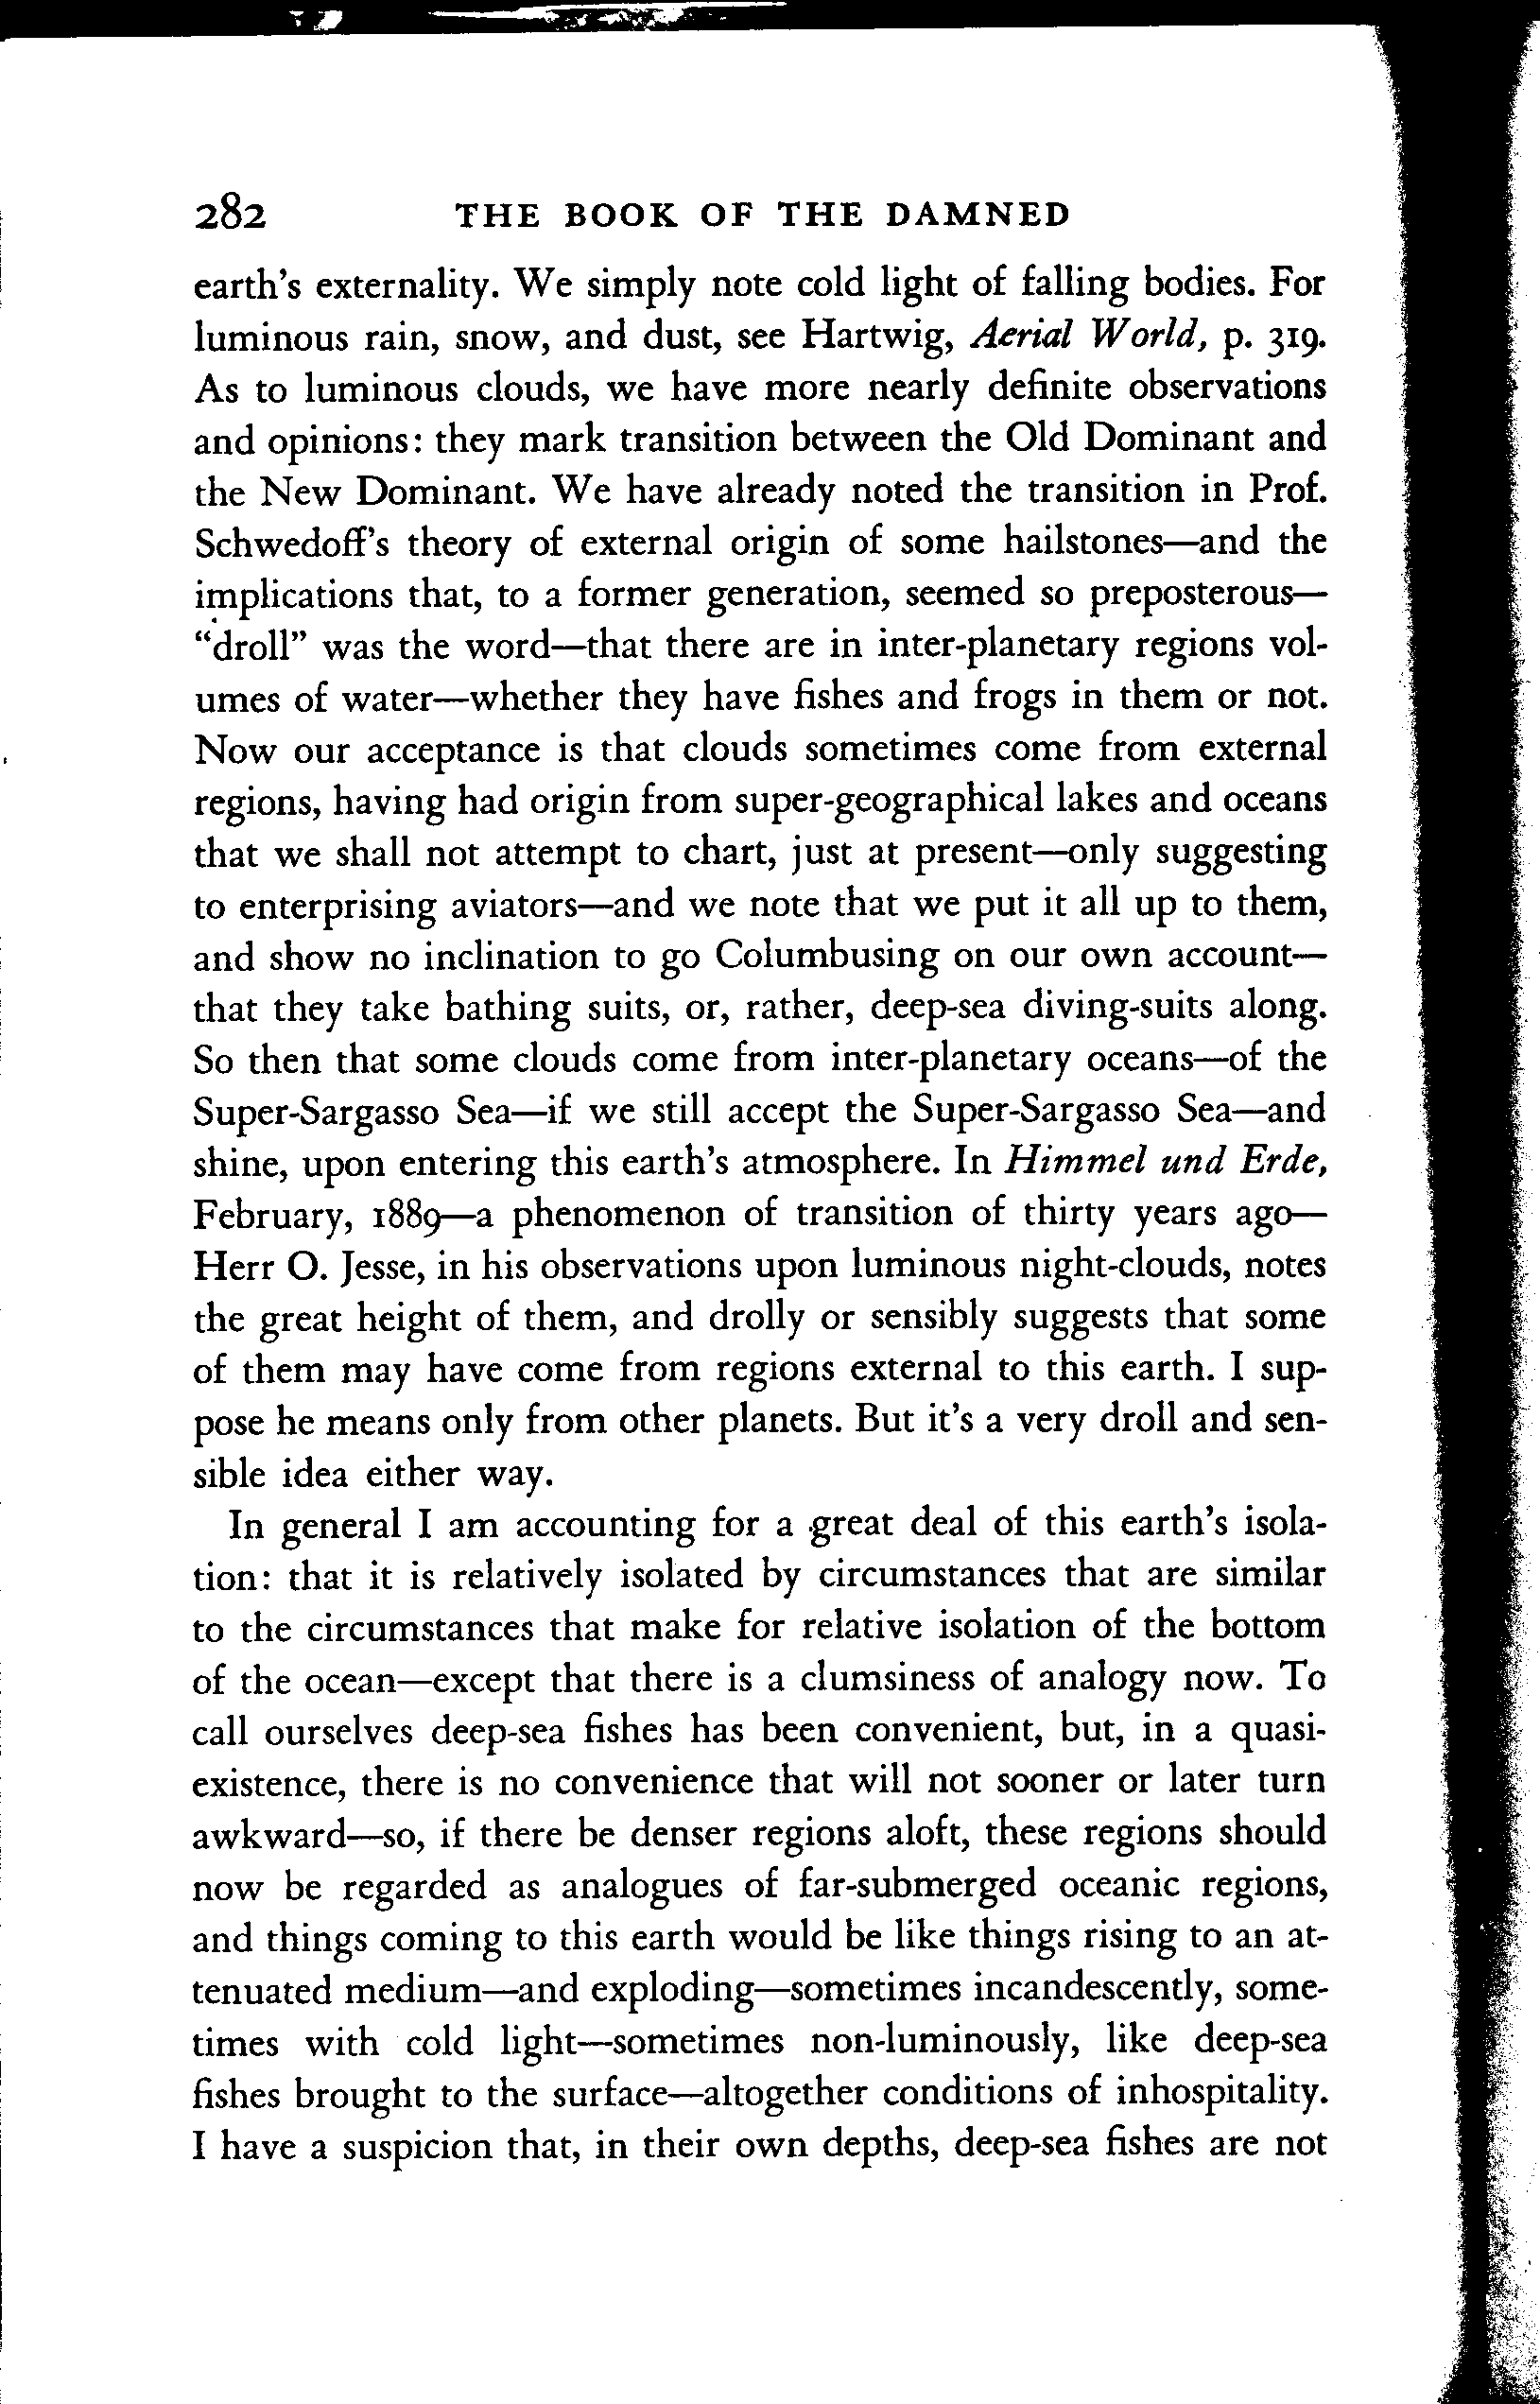 282 THE BOOK OF THE DAMNED
earth's externality. We simply note cold light of falling bodies. For
luminous rain, snow, and dust, see Hartwig, Aerial World, p. 319.
As to luminous clouds, we have more nearly definite observations
and opinions: they mark transition between the Old Dominant and
the New Dominant. We have already noted the transition in Prof.
Schwedoff's theory of external origin of some hailstones—and the
implications that, to a former generation, seemed so preposterous—
"droll" was the word—that there are in inter-planetary regions vol-
umes of water—whether they have fishes and frogs in them or not.
Now our acceptance is that clouds sometimes come from external
regions, having had origin from super-geographical lakes and oceans
that we shall not attempt to chart, just at present—only suggesting
to enterprising aviators—and we note that we put it all up to them,
and show no inclination to go Columbusing on our own account—
that they take bathing suits, or, rather, deep-sea diving-suits along.
So then that some clouds come from inter-planetary oceans—of the
Super-Sargasso Sea—if we still accept the Super-Sargasso Sea—and
shine, upon entering this earth's atmosphere. In Himmel und Erde,
February, 1889—a phenomenon of transition of thirty years ago—
Herr O. Jesse, in his observations upon luminous night-clouds, notes
the great height of them, and drolly or sensibly suggests that some
of them may have come from regions external to this earth. I sup-
pose he means only from other planets. But it's a very droll and sen-
sible idea either way.
In general I am accounting for a great deal of this earth's isola-
tion: that it is relatively isolated by circumstances that are similar
to the circumstances that make for relative isolation of the bottom
of the ocean—except that there is a clumsiness of analogy now. To
call ourselves deep-sea fishes has been convenient, but, in a quasi-
existence, there is no convenience that will not sooner or later turn
awkward—so, if there be denser regions aloft, these regions should
now be regarded as analogues of far-submerged oceanic regions,
and things coming to this earth would be like things rising to an at-
tenuated medium—and exploding—sometimes incandescently, some-
times with cold light—sometimes non-luminously, like deep-sea
fishes brought to the surface—altogether conditions of inhospitality.
I have a suspicion that, in their own depths, deep-sea fishes are not